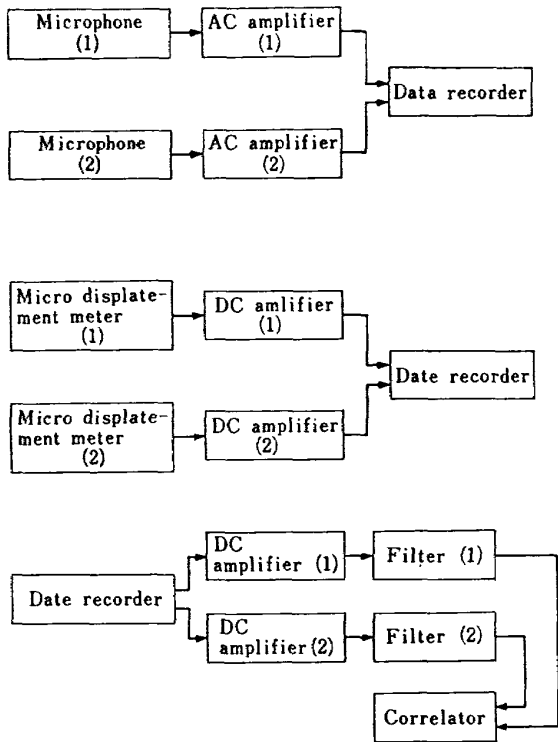 Microphone
(1)
AC amplifier
(1)
Data recorder
Microphone
(2)
AC amplifier
(2)
Micro displate-
ment meter
(1)
DC amlifier
(1)
Date recorder
Micro displate-
ment meter
(2)
DC amplifier
(2)
Date recorder
DC
amplifier (1)
Filter (1)
DC
amplifier (2)
Filter (2)
Correlator